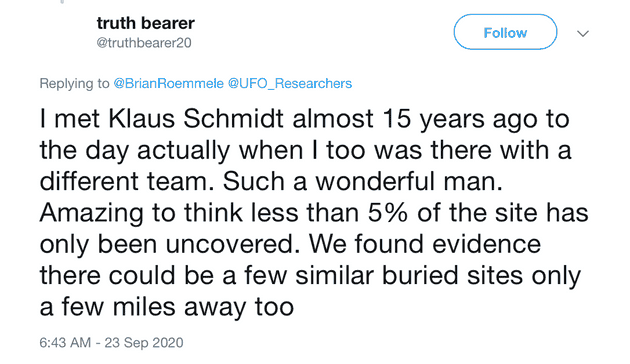 truth bearer
@truthbearer20
Follow
Replying to @BrianRoemmele @UFO_Researchers
I met Klaus Schmidt almost 15 years ago to
the day actually when I too was there with a
different team. Such a wonderful man.
Amazing to think less than 5% of the site has
only been uncovered. We found evidence
there could be a few similar buried sites only
a few miles away too
6:43 AM - 23 Sep 2020